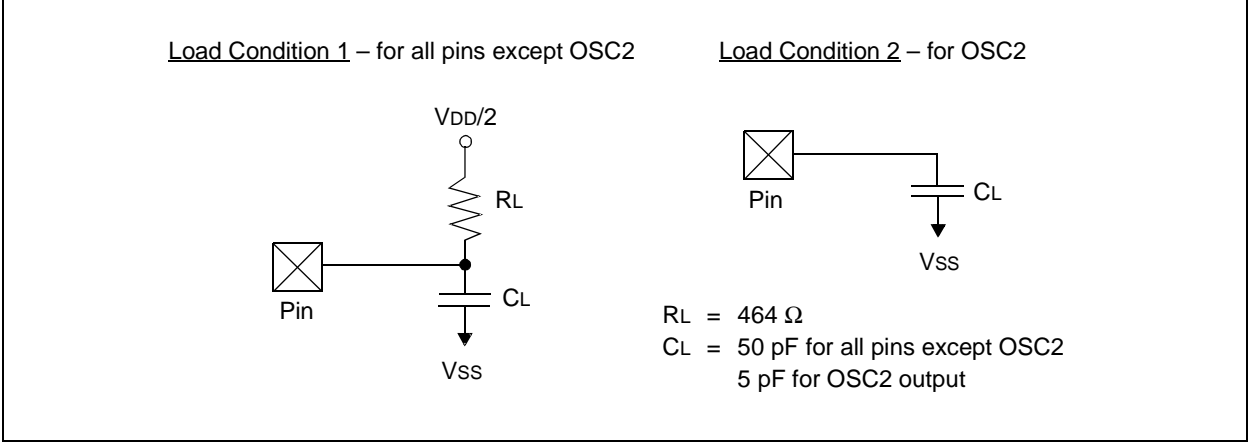 Load Condition 1 – for all pins except OSC2
Load Condition 2 – for OSC2
VDD/2
RL
Pin
CL
VSS
Pin
CL
VSS
RL = 464 Ω
CL = 50 pF for all pins except OSC2
5 pF for OSC2 output